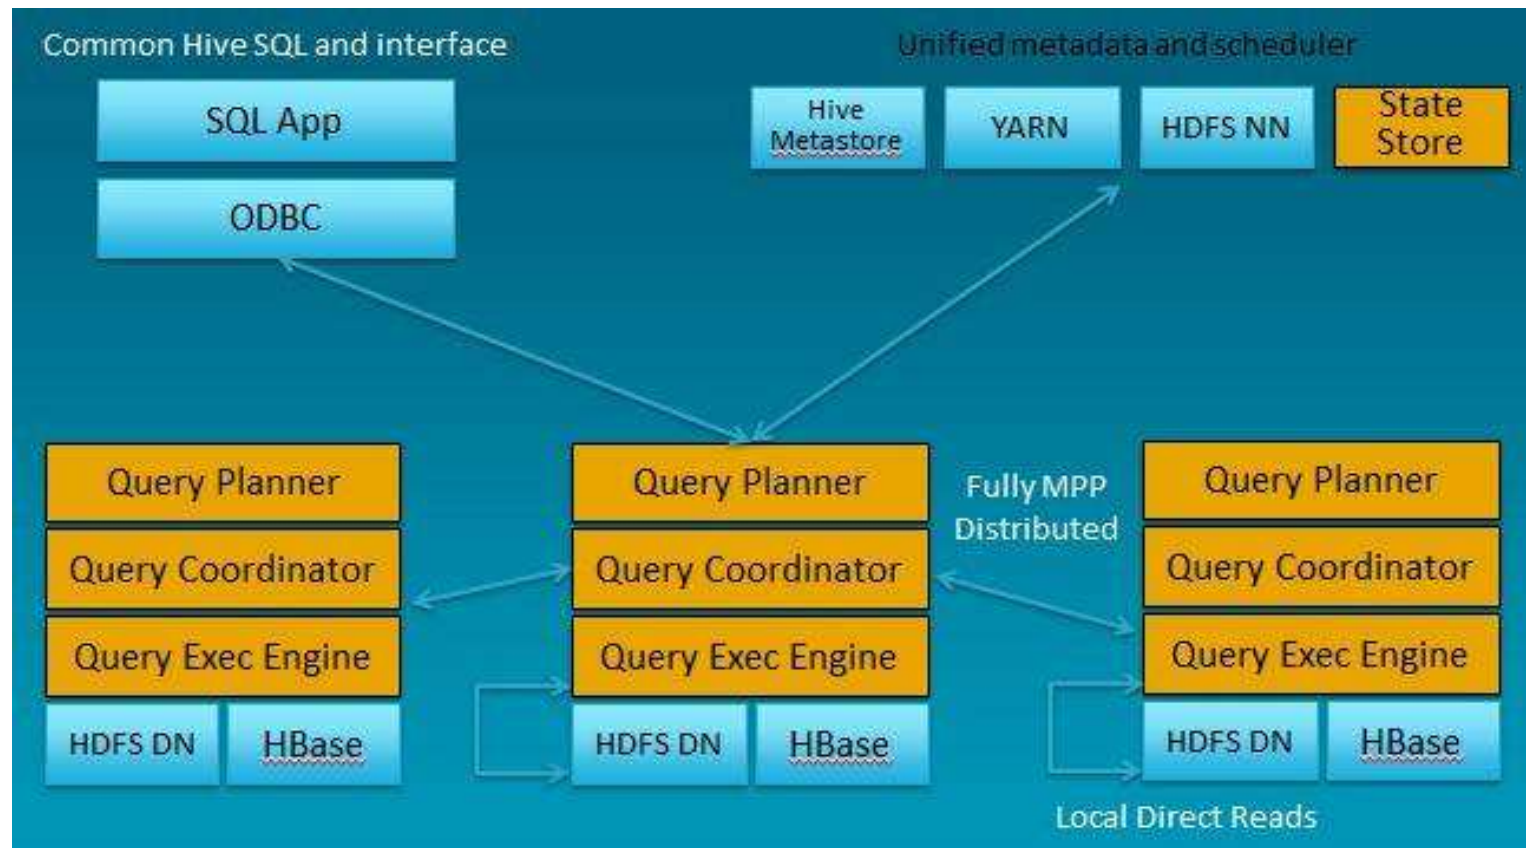 Common Hive SQL and interface
Unified metadata and scheduler
SQL App
ODBC
Hive
Metastore
YARN
HDFS NN
State
Store
Query Planner
Query Coordinator
Query Exec Engine
HDFS DN
HBase
Query Planner
Query Coordinator
Query Exec Engine
HDFS DN
HBase
Fully MPP
Distributed
Query Planner
Query Coordinator
Query Exec Engine
HDFS DN
HBase
Local Direct Reads